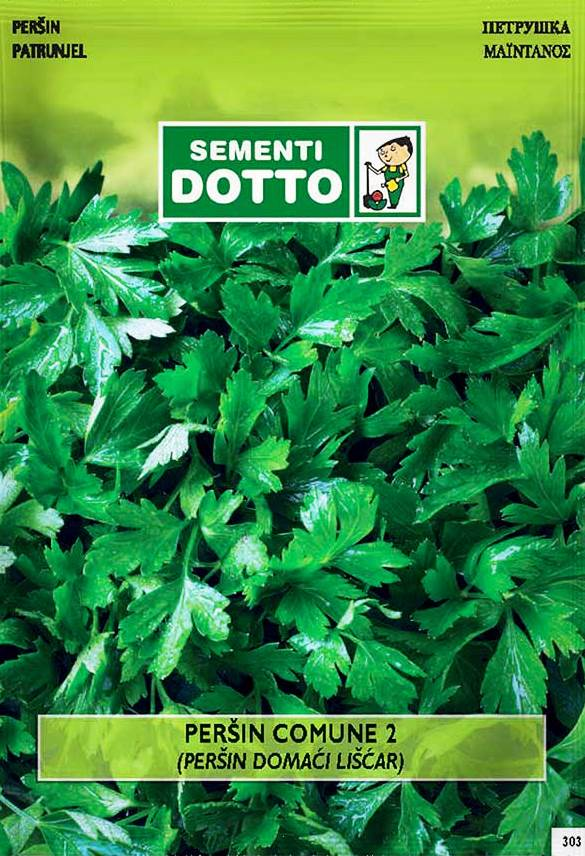 PERŠIN
PATRUNJEL
ПЕТРУШКА
ΜΑΪΝΤΑΝΟΣ
SEMENTI
DOTTO
PERŠIN COMUNE 2
(PERŠIN DOMAĆI LIŠĆAR)
303